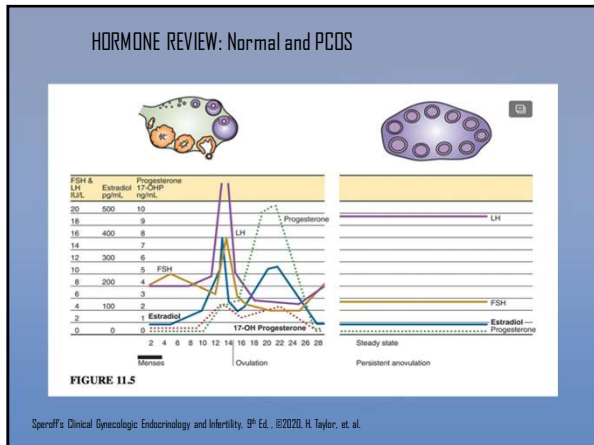 HORMONE REVIEW: Normal and PCOS
FSH & LH IU/L
Estradiol pg/mL
Progesterone 17-OHP ng/mL
20 500 10
18 9
16 400 8
14 7
12 300 6
10 5
8 200 4
6 3
4 100 2
2 1
0 0 0
FSH
LH
Progesterone
Estradiol
17-OH Progesterone
2 4 6 8 10 12 14 16 18 20 22 24 26 28
Menses
Ovulation
LH
FSH
Estradiol
Progesterone
Steady state
Persistent anovulation
FIGURE 11.5
Speroff's Clinical Gynecologic Endocrinology and Infertility, 9th Ed, , ©2020, H. Taylor, et. al.